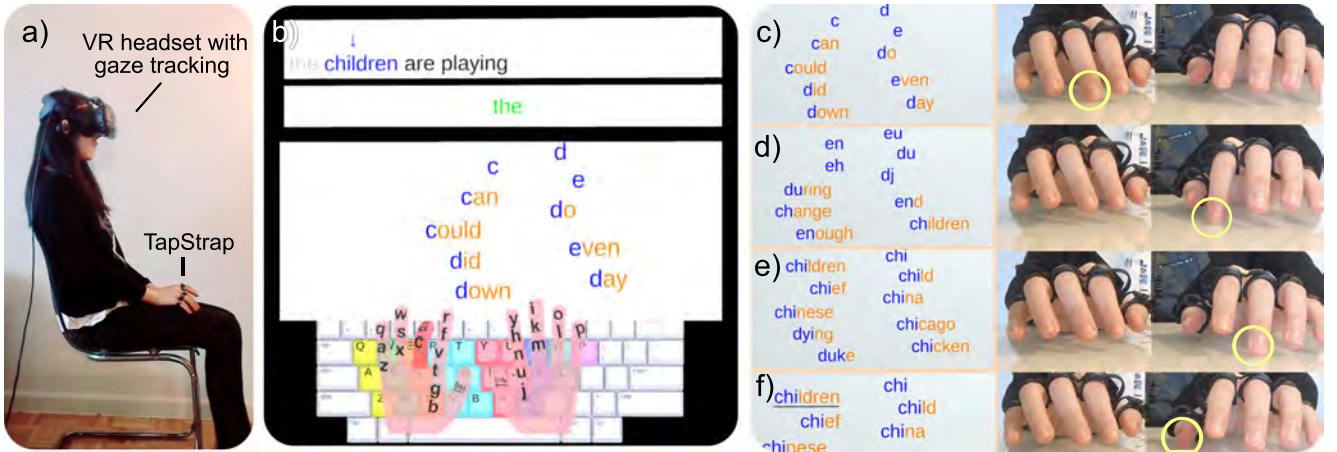 a)
VR headset with
gaze tracking
TapStrap
b)
↓
the children are playing
the
c
d
e
can
do
could
even
did
day
down
w
q
s
a
x
z
c
r
f
v
t
g
b
y
h
n
u
j
i
k
m
o
l
p
Q
R
T
Y
U
A
Z
B
c)
c
d
e
can
do
could
even
did
day
down
d)
en
eu
du
eh
dj
during
end
change
children
enough
e)
children
chi
chief
child
china
chinese
chicago
dying
chicken
duke
f)
children
chi
child
chief
china
chinese